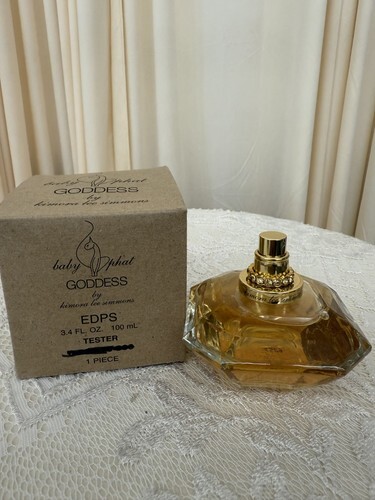 baby phat
GODDESS
by
kimora lee simmons
baby phat
GODDESS
by
kimora lee simmons
EDPS
3.4 FL. OZ. 100 mL
TESTER
1 PIECE